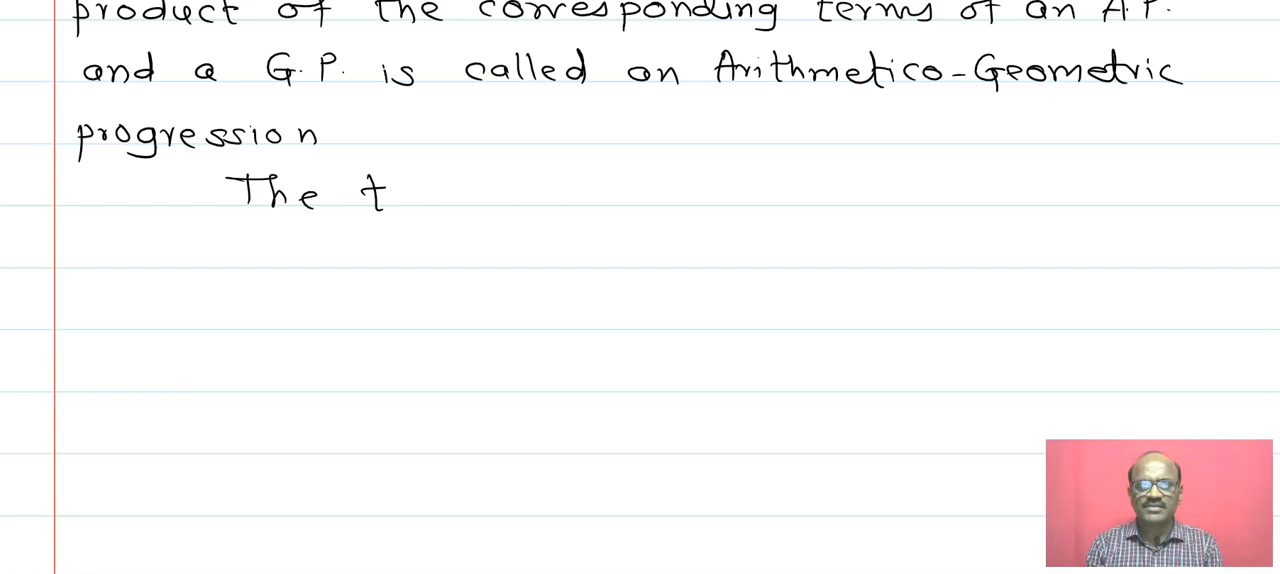 product of the corresponding terms of an A.P.
and a G.P. is called an Arithmetico-Geometric
progression
The t